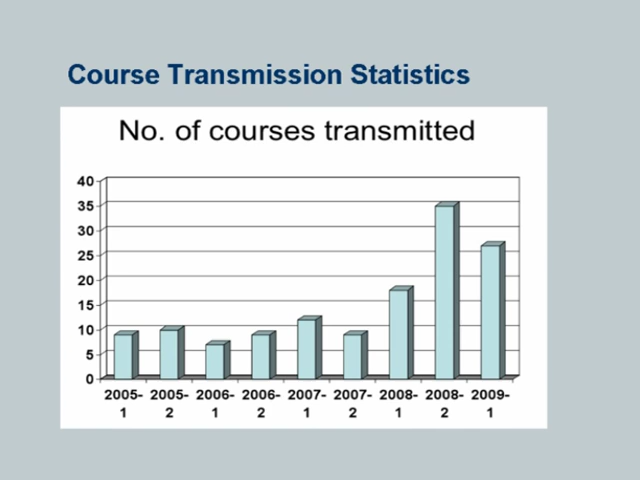 Course Transmission Statistics
No. of courses transmitted
40
35
30
25
20
15
10
5
0
2005- 2005- 2006- 2006- 2007- 2007- 2008- 2008- 2009-
1 2 1 2 1 2 1 2 1